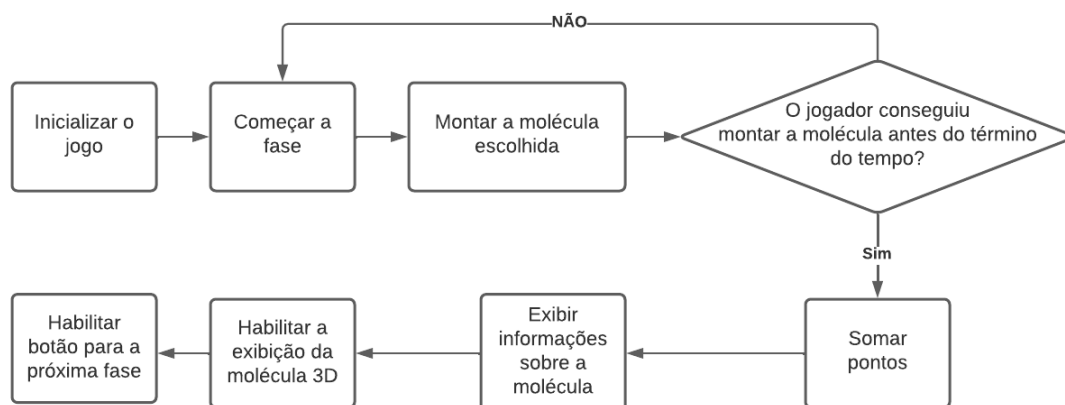 NÃO
Inicializar o
jogo
Começar a
fase
Montar a molécula
escolhida
O jogador conseguiu
montar a molécula antes do término
do tempo?
Sim
Somar
pontos
Exibir
informações
sobre a
molécula
Habilitar a
exibição da
molécula 3D
Habilitar
botão para a
próxima fase